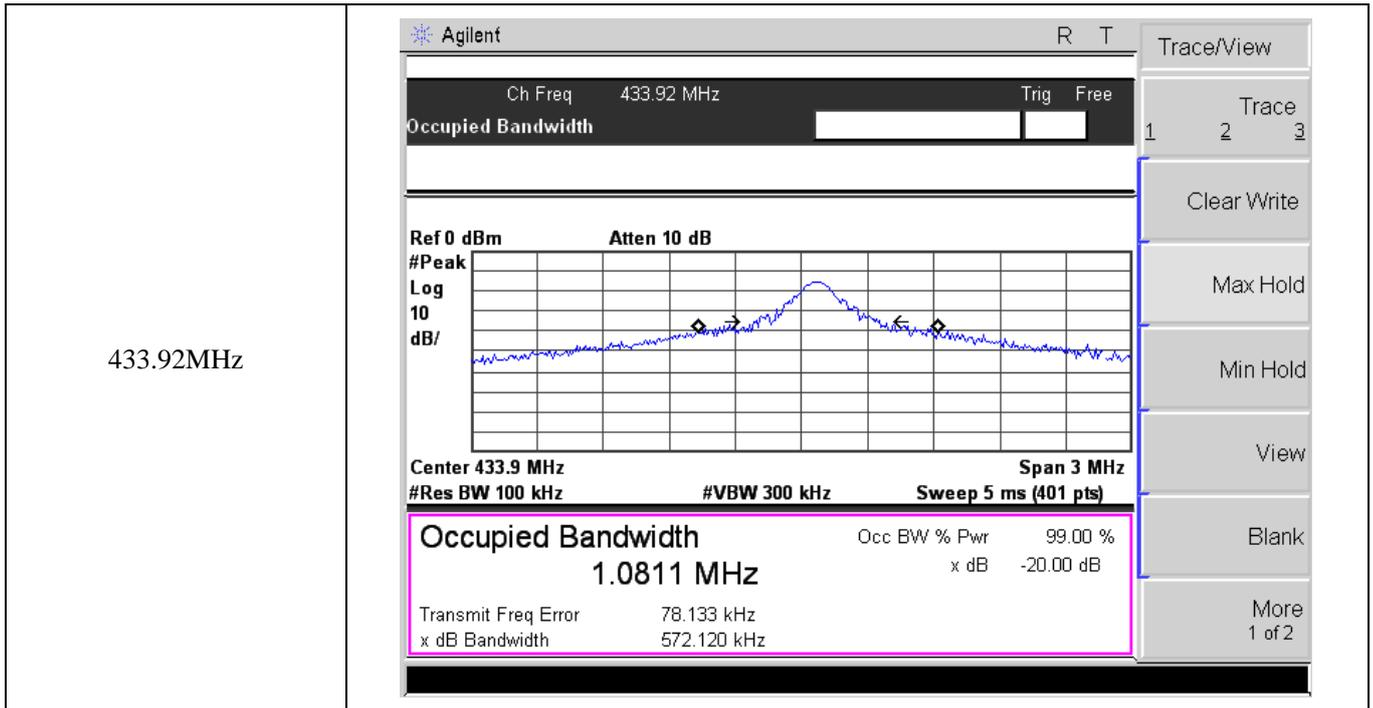 433.92MHz
Agilent R T
Ch Freq 433.92 MHz Trig Free
Occupied Bandwidth
Ref 0 dBm Atten 10 dB
#Peak
Log
10
dB/
Center 433.9 MHz Span 3 MHz
#Res BW 100 kHz #VBW 300 kHz Sweep 5 ms (401 pts)
Occupied Bandwidth Occ BW % Pwr 99.00 %
1.0811 MHz x dB -20.00 dB
Transmit Freq Error 78.133 kHz
x dB Bandwidth 572.120 kHz
Trace/View
Trace
1 2 3
Clear Write
Max Hold
Min Hold
View
Blank
More
1 of 2